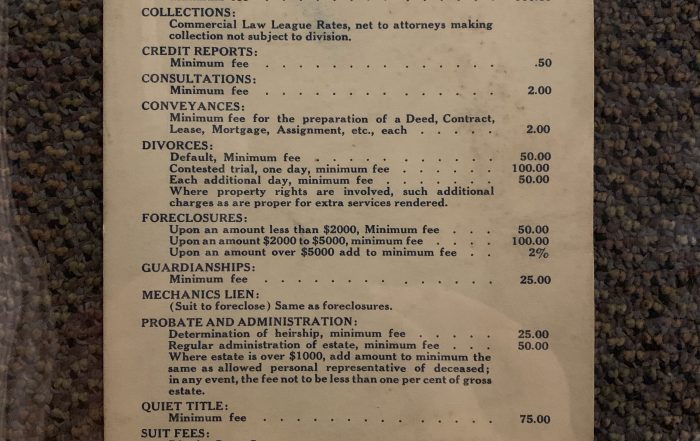 COLLECTIONS:
Commercial Law League Rates, net to attorneys making
collection not subject to division.
CREDIT REPORTS:
Minimum fee . . . . . . . . . . . . . .50
CONSULTATIONS:
Minimum fee . . . . . . . . . . . . . 2.00
CONVEYANCES:
Minimum fee for the preparation of a Deed, Contract,
Lease, Mortgage, Assignment, etc., each . . . . . 2.00
DIVORCES:
Default, Minimum fee . . . . . . . . . . 50.00
Contested trial, one day, minimum fee . . . . . . 100.00
Each additional day, minimum fee . . . . . . . 50.00
Where property rights are involved, such additional
charges as are proper for extra services rendered.
FORECLOSURES:
Upon an amount less than $2000, Minimum fee . . . 50.00
Upon an amount $2000 to $5000, minimum fee . . . . 100.00
Upon an amount over $5000 add to minimum fee . . 2%
GUARDIANSHIPS:
Minimum fee . . . . . . . . . . . . . 25.00
MECHANICS LIEN:
(Suit to foreclose) Same as foreclosures.
PROBATE AND ADMINISTRATION:
Determination of heirship, minimum fee . . . . . 25.00
Regular administration of estate, minimum fee . . . 50.00
Where estate is over $1000, add amount to minimum the
same as allowed personal representative of deceased;
in any event, the fee not to be less than one per cent of gross
estate.
QUIET TITLE:
Minimum fee . . . . . . . . . . . . . 75.00
SUIT FEES: